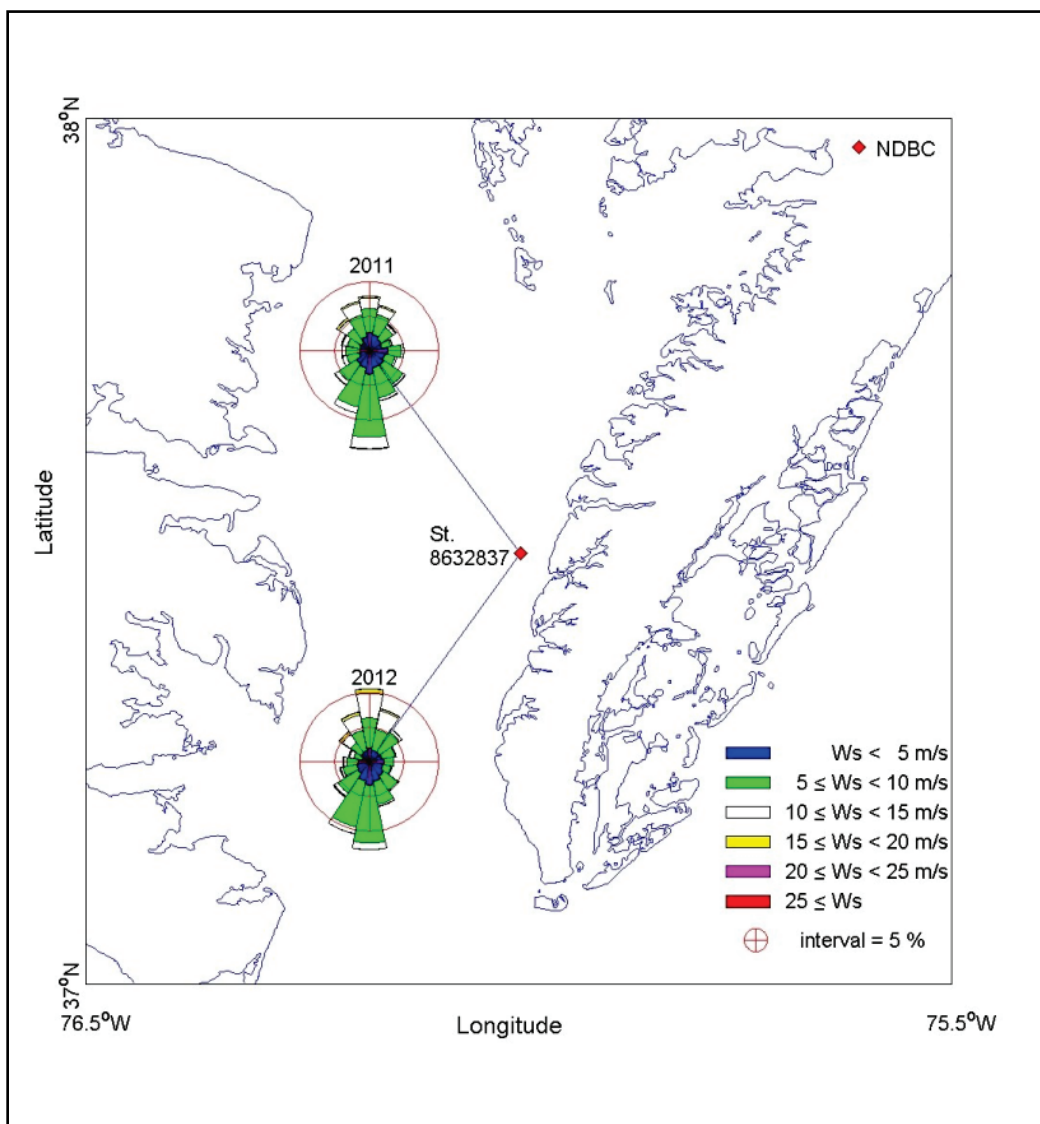 38°N
NDBC
2011
Latitude
St.
8632837
2012
Ws < 5 m/s
5 ≤ Ws < 10 m/s
10 ≤ Ws < 15 m/s
15 ≤ Ws < 20 m/s
20 ≤ Ws < 25 m/s
25 ≤ Ws
interval = 5 %
37°N
76.5°W
Longitude
75.5°W